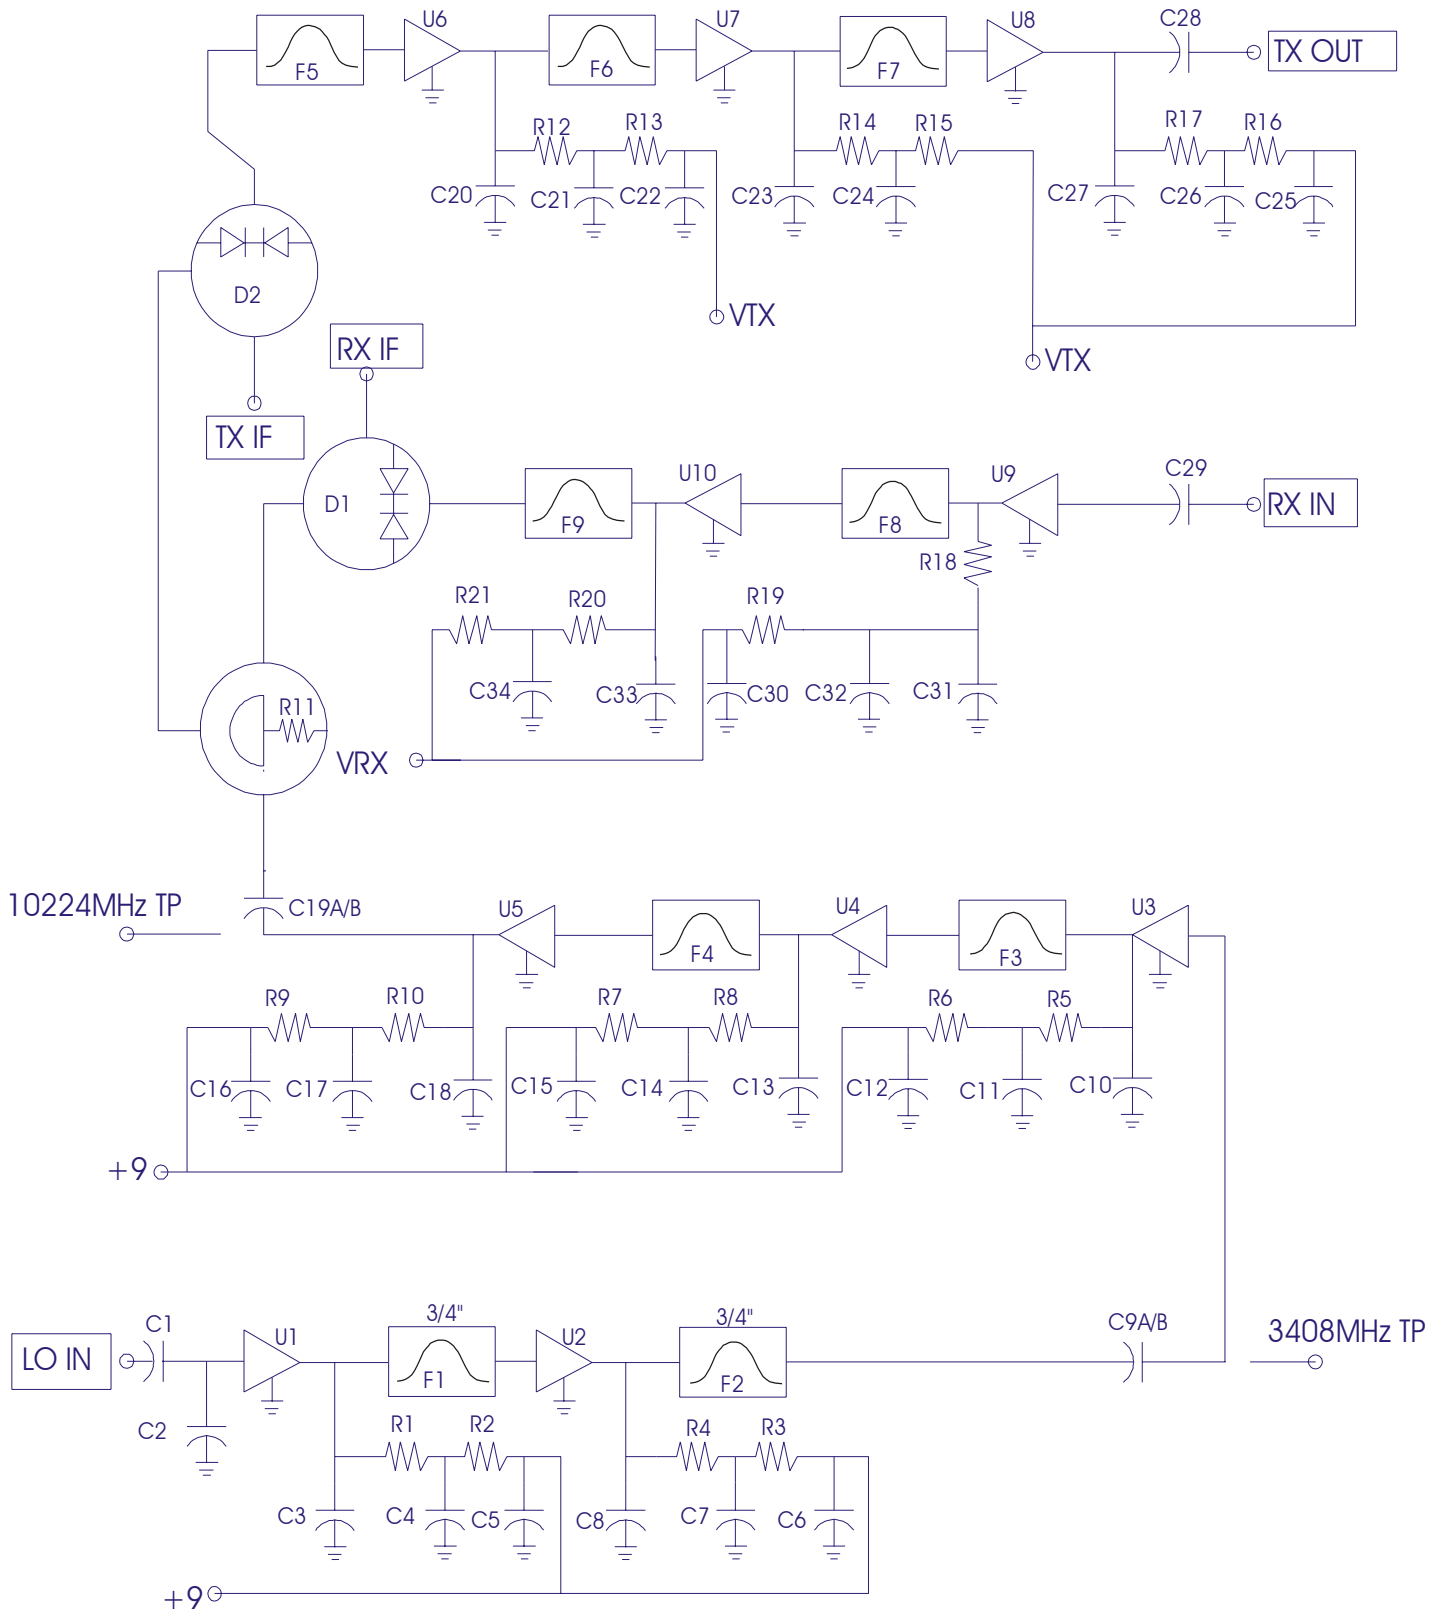 U6 U7 U8 C28
F5 F6 F7 TX OUT
R12 R13 R14 R15 R17 R16
C20 C21 C22 C23 C24 C27 C26 C25
D2
VTX
RX IF
VTX
TX IF
U10 U9 C29
D1 F9 F8 RX IN
R18
R21 R20 R19
C34 C33 C30 C32 C31
R11
VRX
10224MHz TP C19A/B U5 U4 U3
F4 F3
R9 R10 R7 R8 R6 R5
C16 C17 C18 C15 C14 C13 C12 C11 C10
+9
3/4" 3/4"
C1 U1 U2 C9A/B 3408MHz TP
LO IN F1 F2
C2 R1 R2 R4 R3
C3 C4 C5 C8 C7 C6
+9